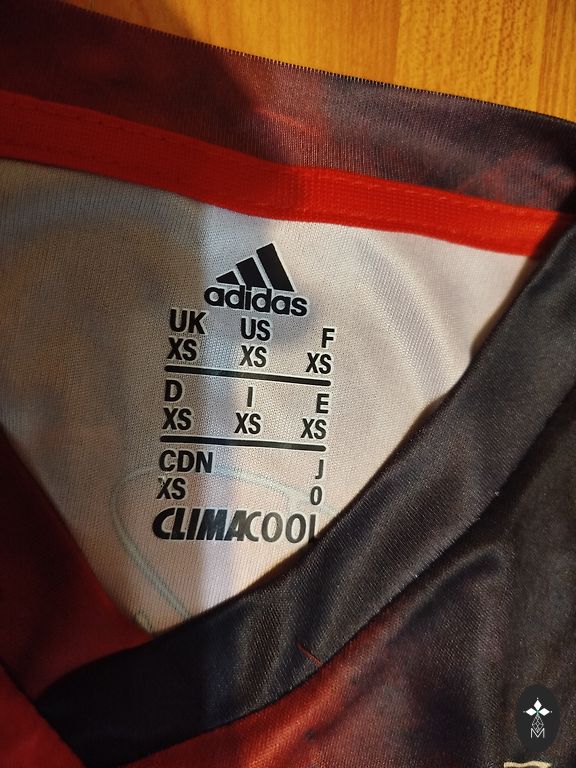 adidas
UK US F
XS XS XS
D I E
XS XS XS
CDN J
XS O
CLIMACOOL
M